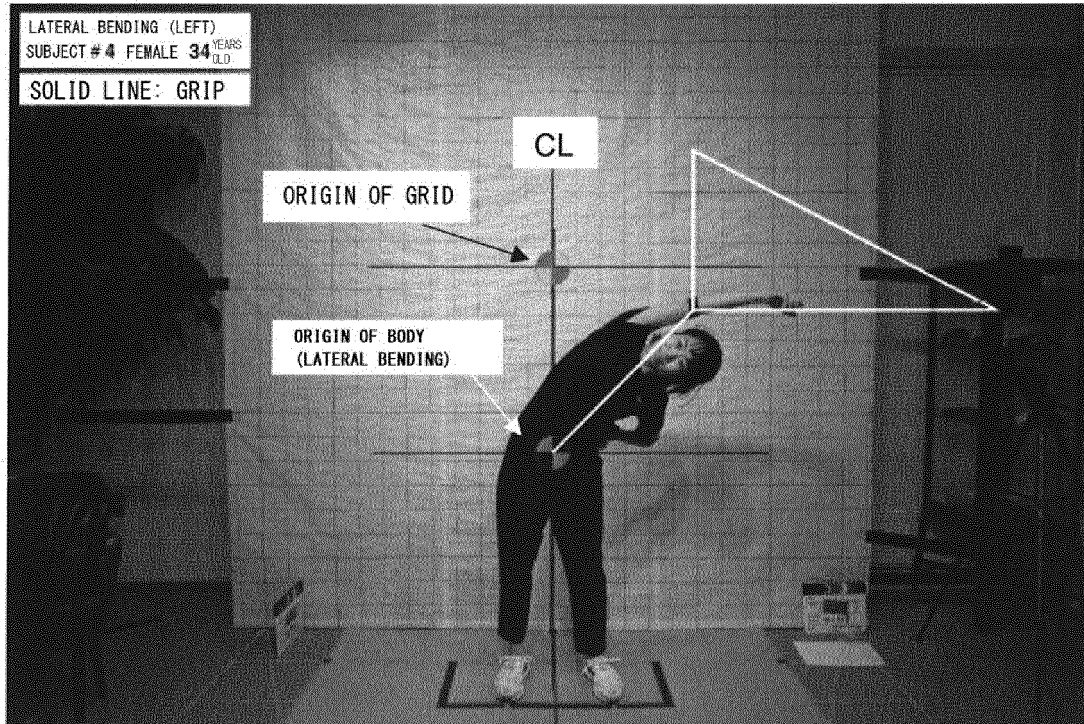 LATERAL BENDING (LEFT)
SUBJECT #4 FEMALE 34 YEARS OLD
SOLID LINE: GRIP
CL
ORIGIN OF GRID
ORIGIN OF BODY
(LATERAL BENDING)